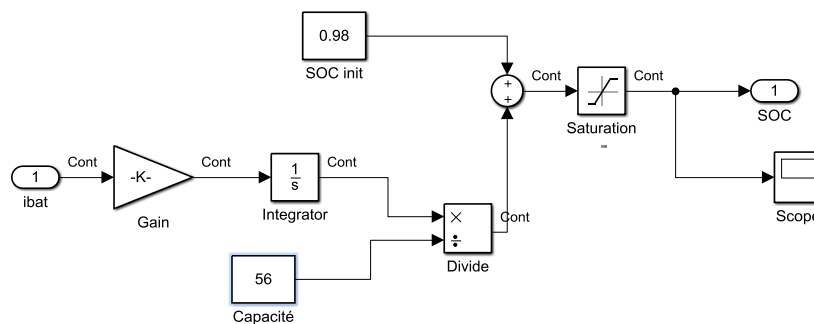 0.98
SOC init
Cont
Cont
1
SOC
Saturation
Cont
1
ibat
-K-
Gain
Cont
1
s
Integrator
Cont
Scope
×
÷
Cont
Divide
56
Capacité
+
+